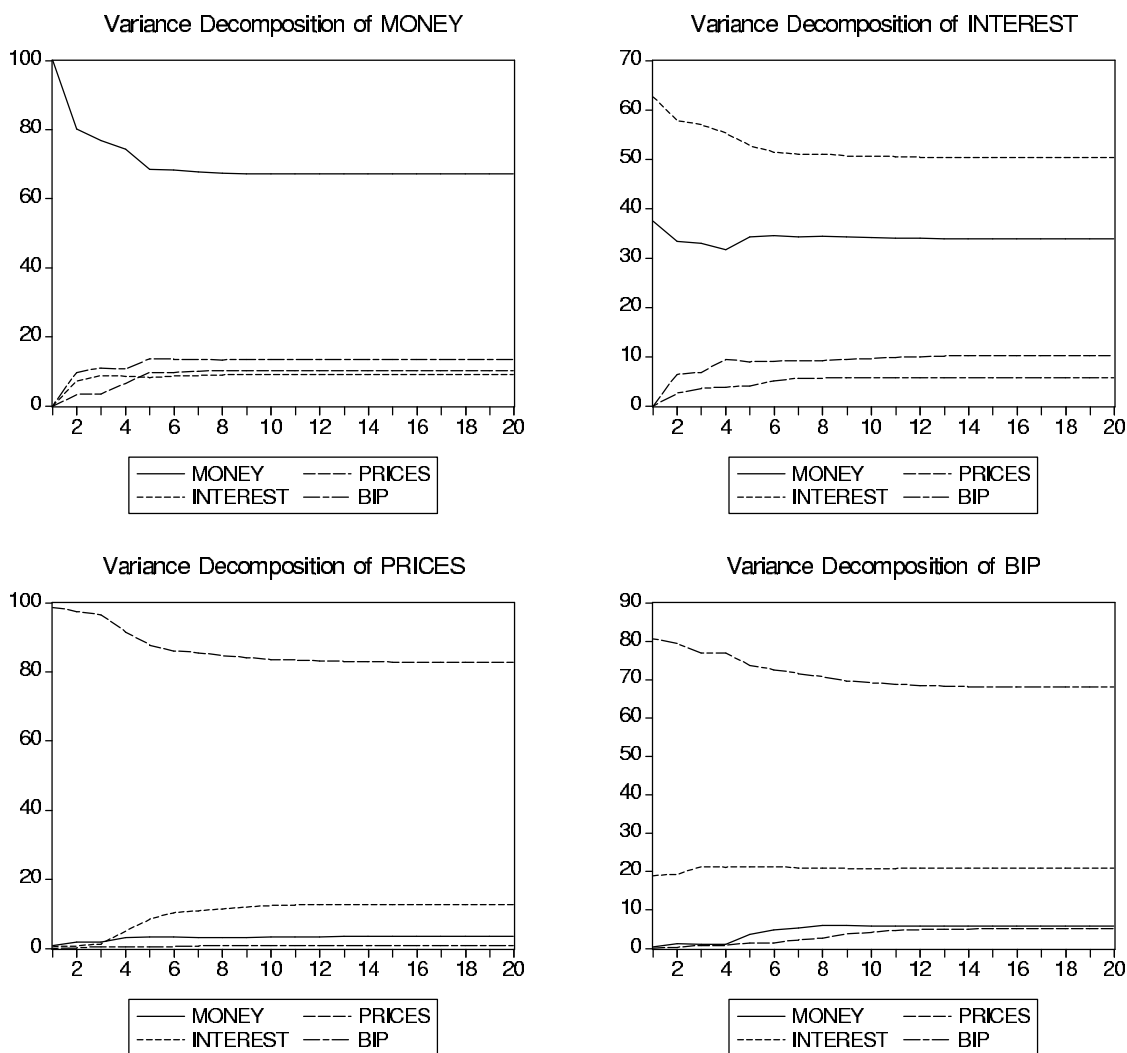 Variance Decomposition of MONEY
100
80
60
40
20
0
2 4 6 8 10 12 14 16 18 20
MONEY PRICES
INTEREST BIP
Variance Decomposition of INTEREST
70
60
50
40
30
20
10
0
2 4 6 8 10 12 14 16 18 20
MONEY PRICES
INTEREST BIP
Variance Decomposition of PRICES
100
80
60
40
20
0
2 4 6 8 10 12 14 16 18 20
MONEY PRICES
INTEREST BIP
Variance Decomposition of BIP
90
80
70
60
50
40
30
20
10
0
2 4 6 8 10 12 14 16 18 20
MONEY PRICES
INTEREST BIP